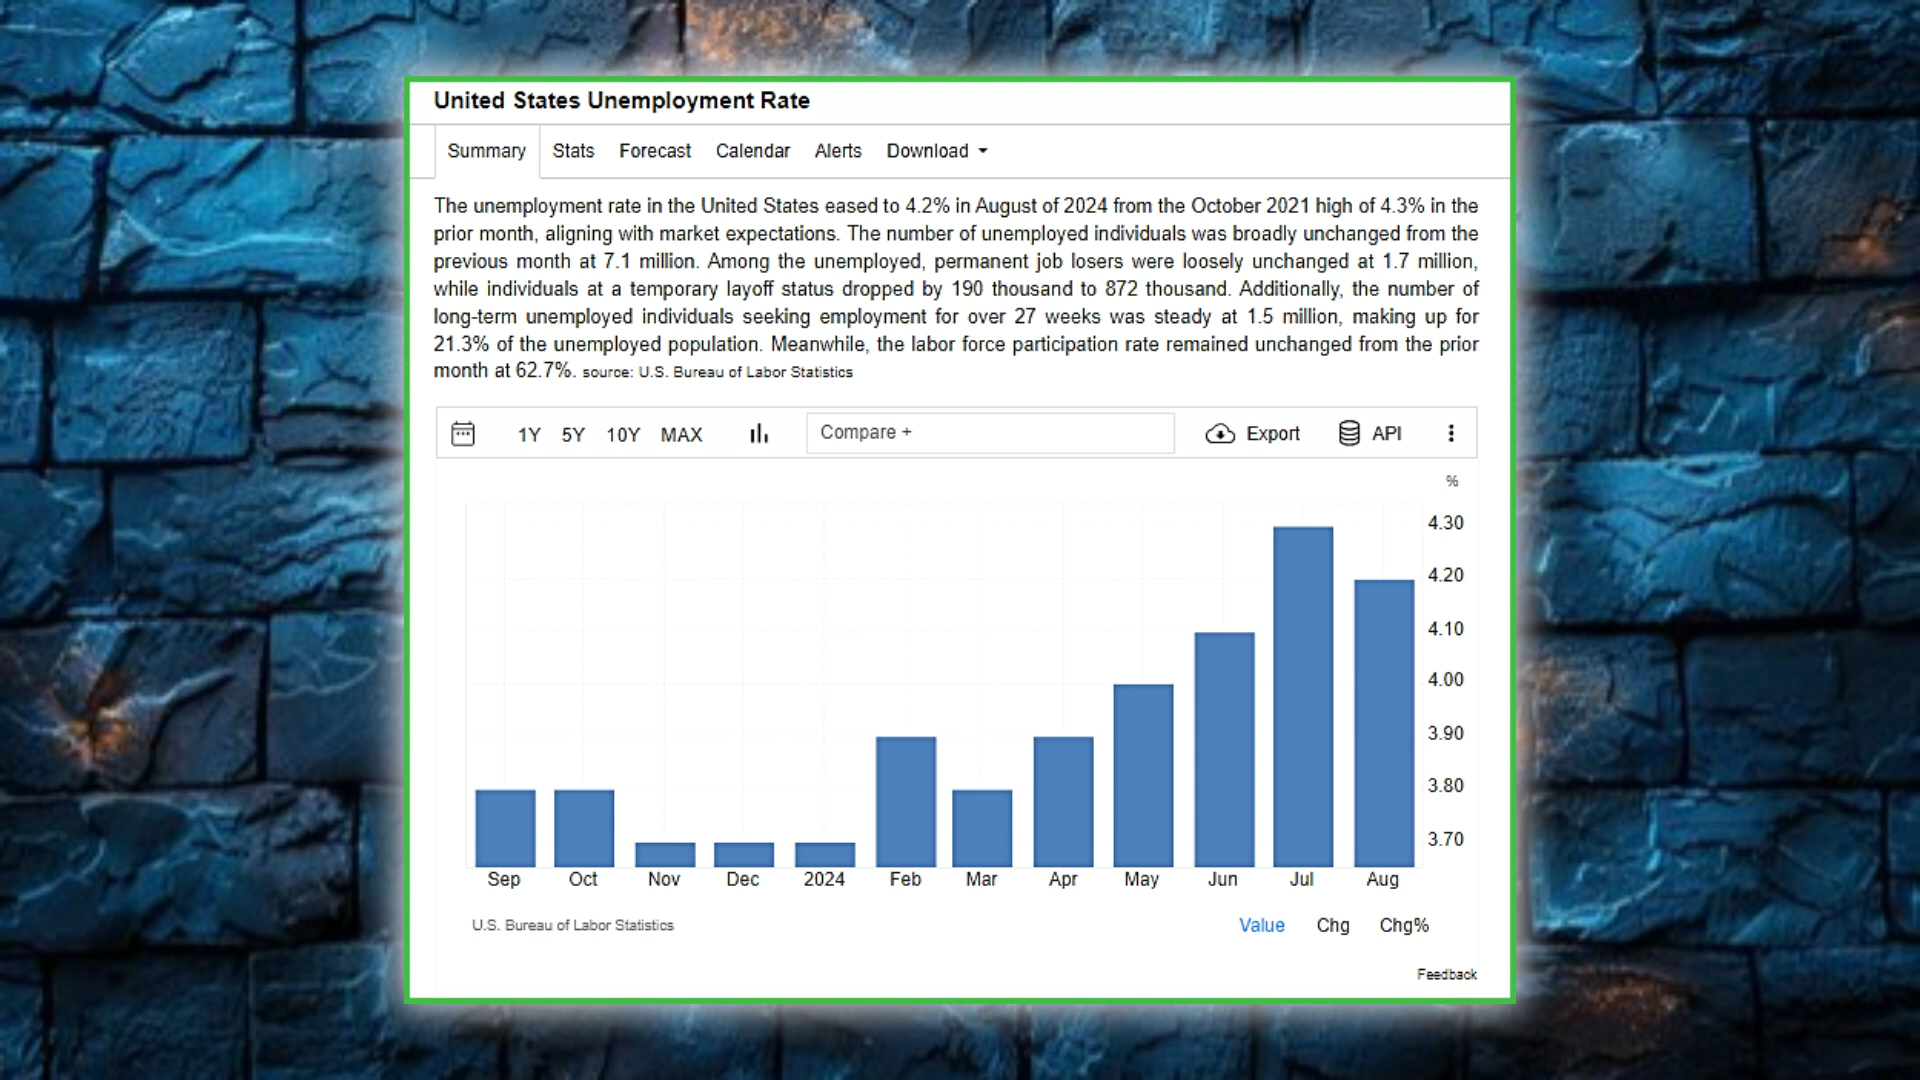 United States Unemployment Rate
Summary Stats Forecast Calendar Alerts Download
The unemployment rate in the United States eased to 4.2% in August of 2024 from the October 2021 high of 4.3% in the
prior month, aligning with market expectations. The number of unemployed individuals was broadly unchanged from the
previous month at 7.1 million. Among the unemployed, permanent job losers were loosely unchanged at 1.7 million,
while individuals at a temporary layoff status dropped by 190 thousand to 872 thousand. Additionally, the number of
long-term unemployed individuals seeking employment for over 27 weeks was steady at 1.5 million, making up for
21.3% of the unemployed population. Meanwhile, the labor force participation rate remained unchanged from the prior
month at 62.7%. source: U.S. Bureau of Labor Statistics
1Y 5Y 10Y MAX Compare + Export API
%
4.30
4.20
4.10
4.00
3.90
3.80
3.70
Sep Oct Nov Dec 2024 Feb Mar Apr May Jun Jul Aug
U.S. Bureau of Labor Statistics Value Chg Chg%
Feedback